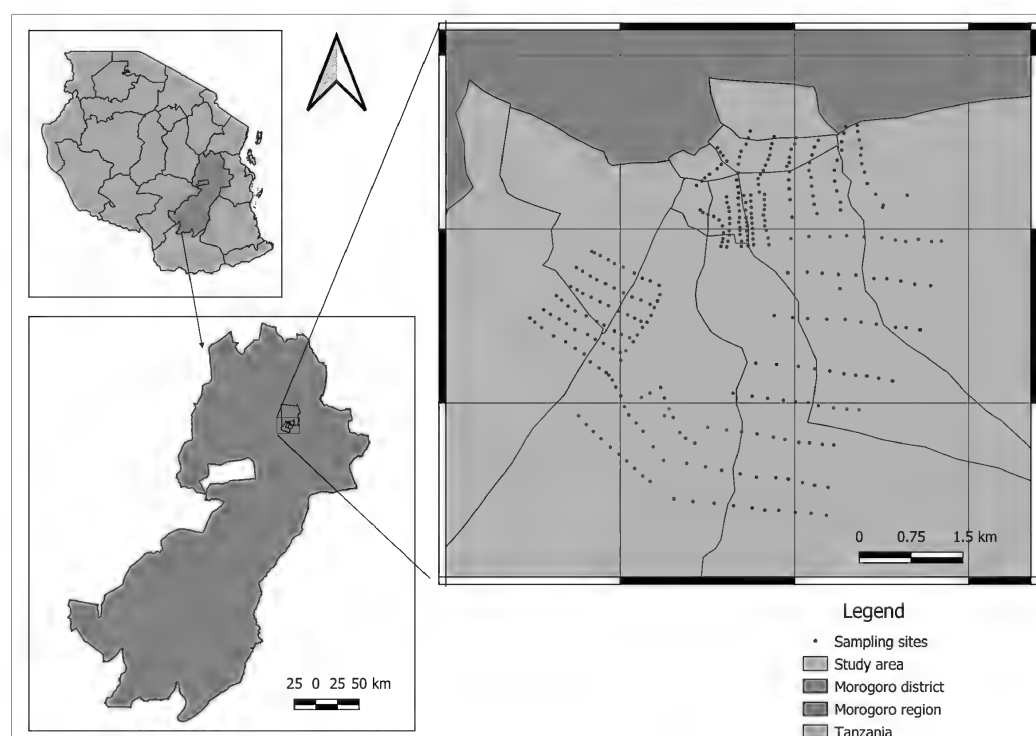 0 0.75 1.5 km
25 0 25 50 km
Legend
Sampling sites
Study area
Morogoro district
Morogoro region
Tanzania